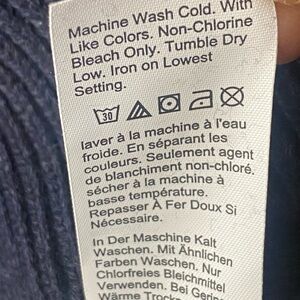 Machine Wash Cold. With
Like Colors. Non-Chlorine
Bleach Only. Tumble Dry
Low. Iron on Lowest
Setting.
30
laver à la machine à l'eau
froide. En séparant les
couleurs. Seulement agent
de blanchiment non-chloré.
sécher à la machine à
basse température.
Repasser À Fer Doux Si
Nécessaire.
In Der Maschine Kalt
Waschen. Mit Ähnlichen
Farben Waschen. Nur
Chlorfreies Bleichmittel
Verwenden. Bei Gering
Wärme Trock